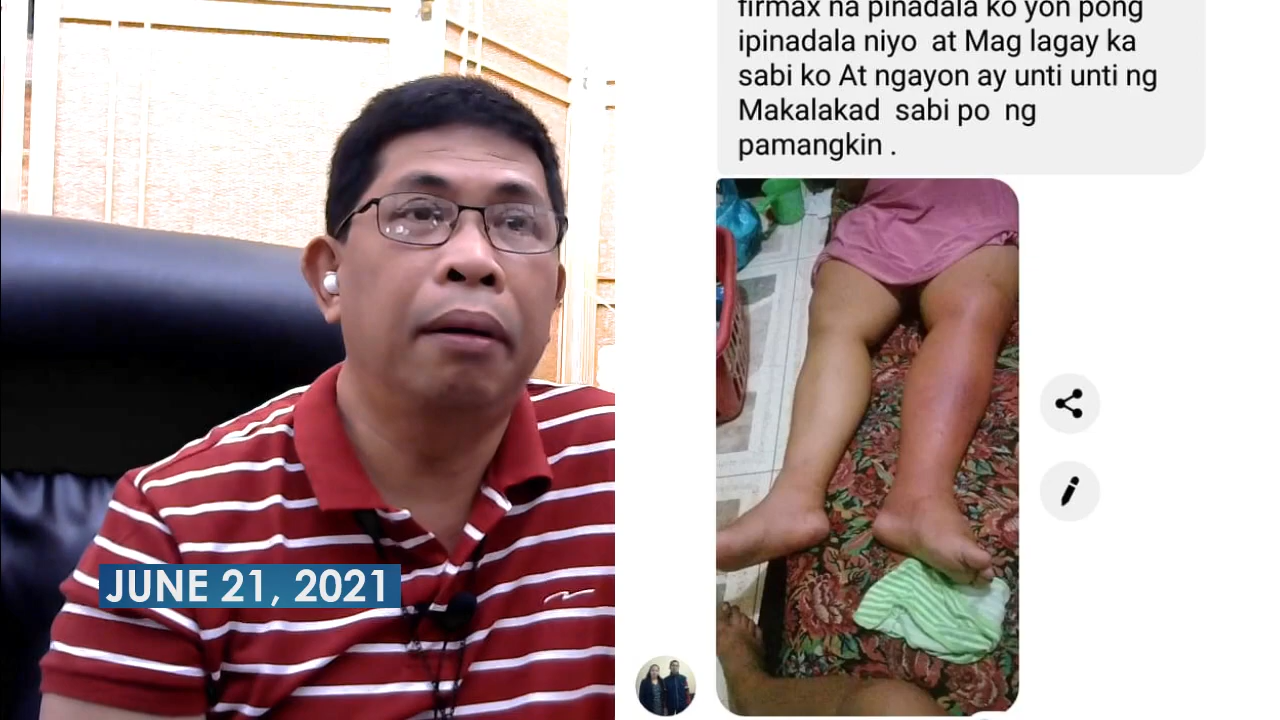 firmax na pinadala ko yon pong
ipinadala niyo at Mag lagay ka
sabi ko At ngayon ay unti unti ng
Makalakad sabi po ng
pamangkin .
JUNE 21, 2021